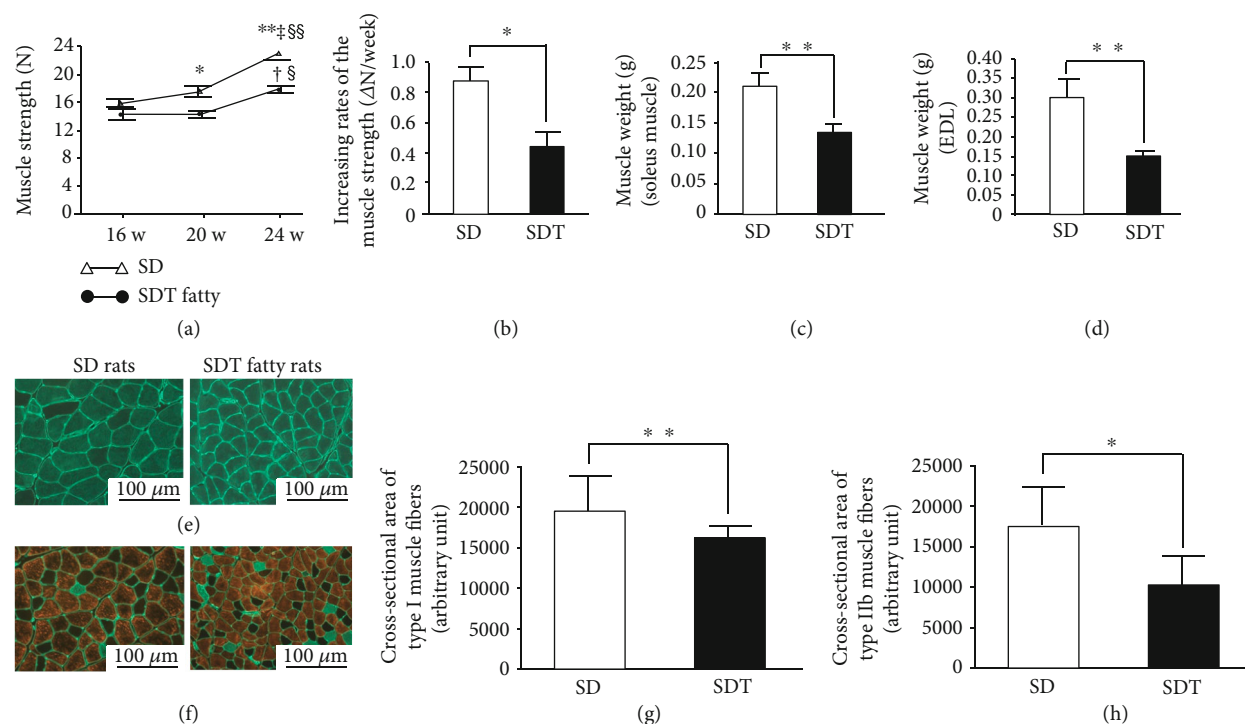 Muscle strength (N)
24
20
16
12
8
4
0
*
**‡§§
†§
16 w
20 w
24 w
SD
SDT fatty
(a)
Increasing rates of the
muscle strength (ΔN/week)
1.0
0.8
0.6
0.4
0.2
0
*
SD
SDT
(b)
Muscle weight (g)
(soleus muscle)
0.25
0.20
0.15
0.10
0.05
0
* *
SD
SDT
(c)
Muscle weight (g)
(EDL)
0.40
0.35
0.30
0.25
0.20
0.15
0.10
0.05
0.00
* *
SD
SDT
(d)
SD rats
SDT fatty rats
100 μm
100 μm
(e)
100 μm
100 μm
(f)
Cross-sectional area of
type I muscle fibers
(arbitrary unit)
25000
20000
15000
10000
5000
0
* *
SD
SDT
(g)
Cross-sectional area of
type IIb muscle fibers
(arbitrary unit)
25000
20000
15000
10000
5000
0
*
SD
SDT
(h)